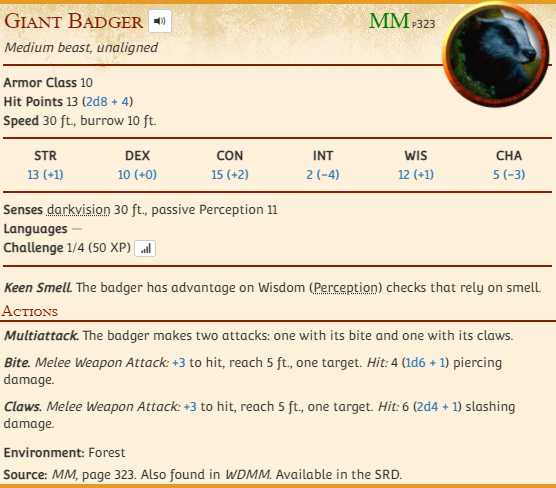 Giant Badger MM P323
Medium beast, unaligned
Armor Class 10
Hit Points 13 (2d8 + 4)
Speed 30 ft., burrow 10 ft.
STR DEX CON INT WIS CHA
13 (+1) 10 (+0) 15 (+2) 2 (−4) 12 (+1) 5 (−3)
Senses darkvision 30 ft., passive Perception 11
Languages —
Challenge 1/4 (50 XP)
Keen Smell. The badger has advantage on Wisdom (Perception) checks that rely on smell.
Actions
Multiattack. The badger makes two attacks: one with its bite and one with its claws.
Bite. Melee Weapon Attack: +3 to hit, reach 5 ft., one target. Hit: 4 (1d6 + 1) piercing
damage.
Claws. Melee Weapon Attack: +3 to hit, reach 5 ft., one target. Hit: 6 (2d4 + 1) slashing
damage.
Environment: Forest
Source: MM, page 323. Also found in WDMM. Available in the SRD.